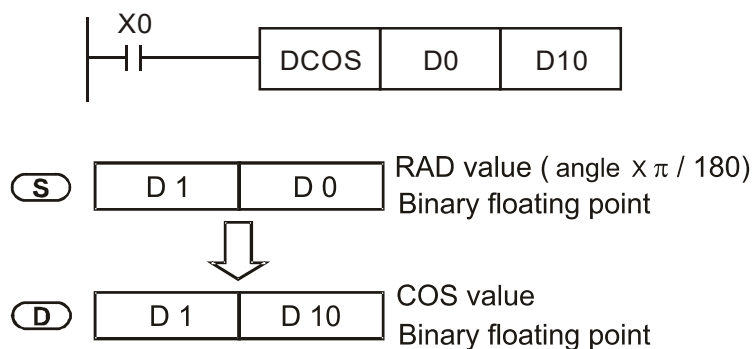 X0
DCOS D0 D10
S D 1 D 0 RAD value ( angle X π / 180)
Binary floating point
D D 1 D 10 COS value
Binary floating point